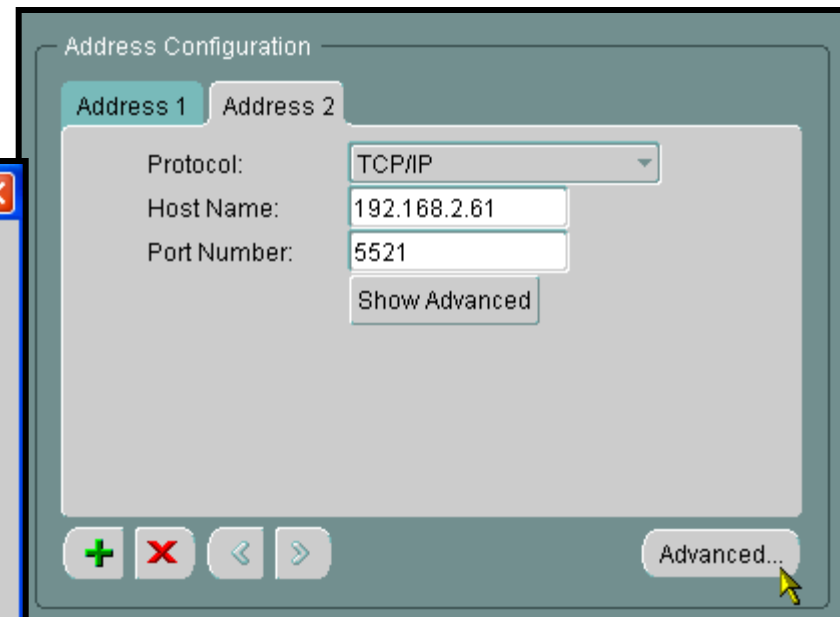 Address Configuration
Address 1 Address 2
Protocol: TCP/IP
Host Name: 192.168.2.61
Port Number: 5521
Show Advanced
Advanced...